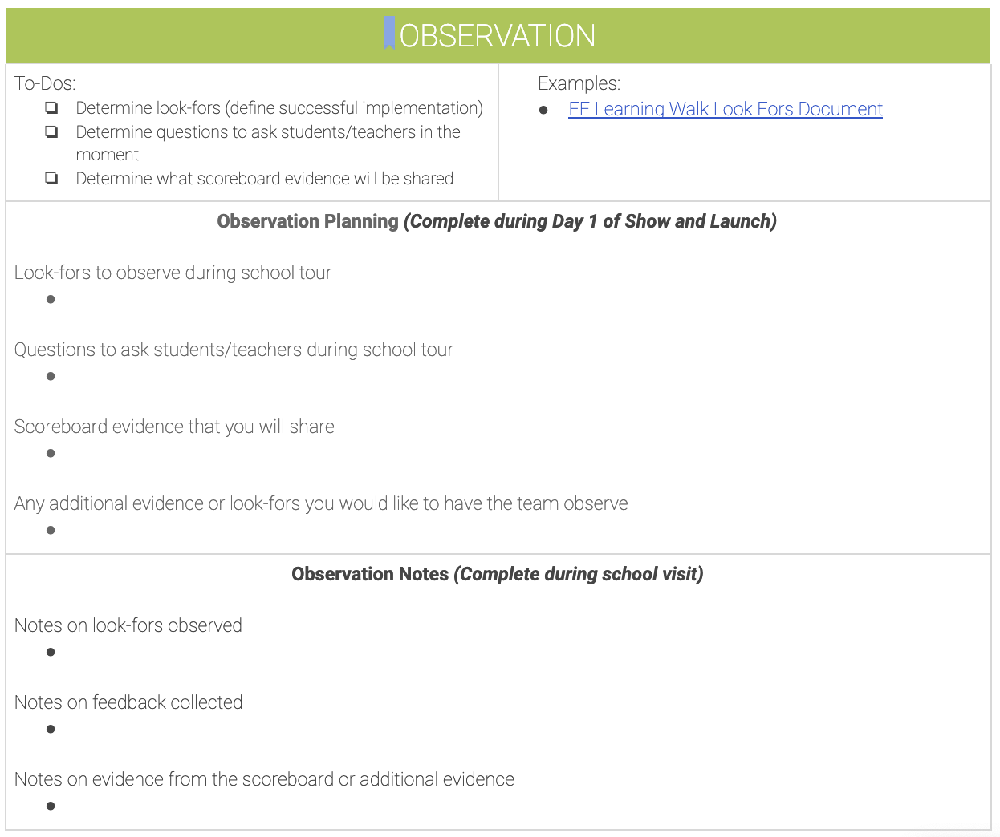 OBSERVATION
To-Dos:
❏ Determine look-fors (define successful implementation)
❏ Determine questions to ask students/teachers in the
moment
❏ Determine what scoreboard evidence will be shared
Examples:
● EE Learning Walk Look Fors Document
Observation Planning (Complete during Day 1 of Show and Launch)
Look-fors to observe during school tour
●
Questions to ask students/teachers during school tour
●
Scoreboard evidence that you will share
●
Any additional evidence or look-fors you would like to have the team observe
●
Observation Notes (Complete during school visit)
Notes on look-fors observed
●
Notes on feedback collected
●
Notes on evidence from the scoreboard or additional evidence
●